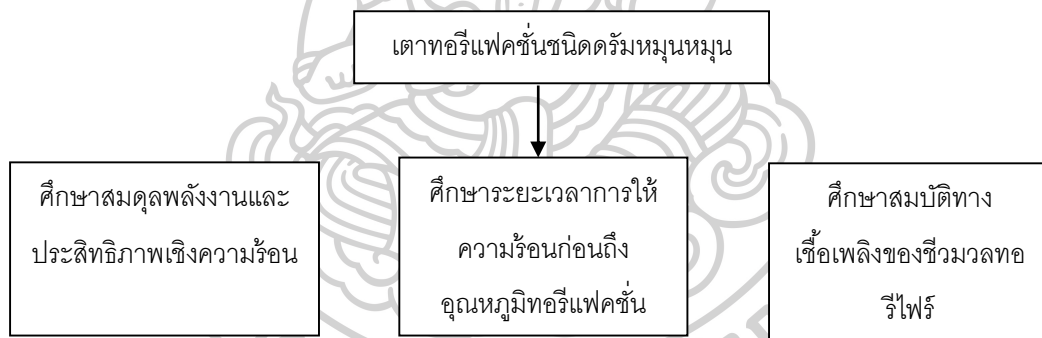 เตาทอรีแฟคชั่นชนิดดรัมหมุนหมุน
ศึกษาสมดุลพลังงานและ
ประสิทธิภาพเชิงความร้อน
ศึกษาระยะเวลาการให้
ความร้อนก่อนถึง
อุณหภูมิทอรีแฟคชั่น
ศึกษาสมบัติทาง
เชื้อเพลิงของชีวมวลทอ
รีไฟร์